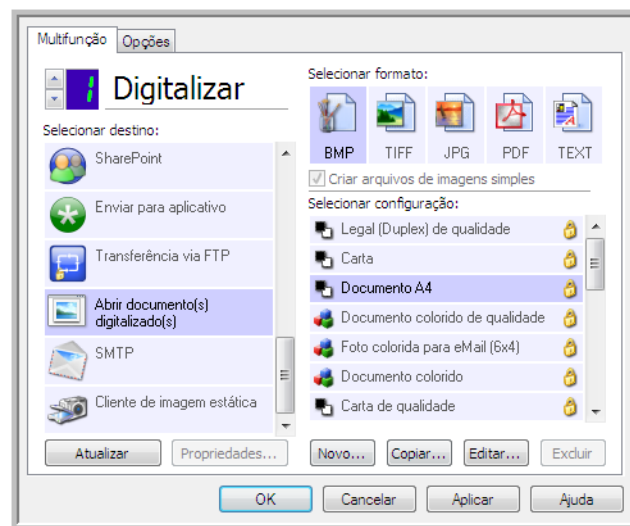 Multifunção
Opções
1
Digitalizar
Selecionar destino:
SharePoint
Enviar para aplicativo
Transferência via FTP
Abrir documento(s)
digitalizado(s)
SMTP
Cliente de imagem estática
Atualizar
Propriedades...
Selecionar formato:
BMP
TIFF
JPG
PDF
TEXT
Criar arquivos de imagens simples
Selecionar configuração:
Legal (Duplex) de qualidade
Carta
Documento A4
Documento colorido de qualidade
Foto colorida para eMail (6x4)
Documento colorido
Carta de qualidade
Novo...
Copiar...
Editar...
Excluir
OK
Cancelar
Aplicar
Ajuda